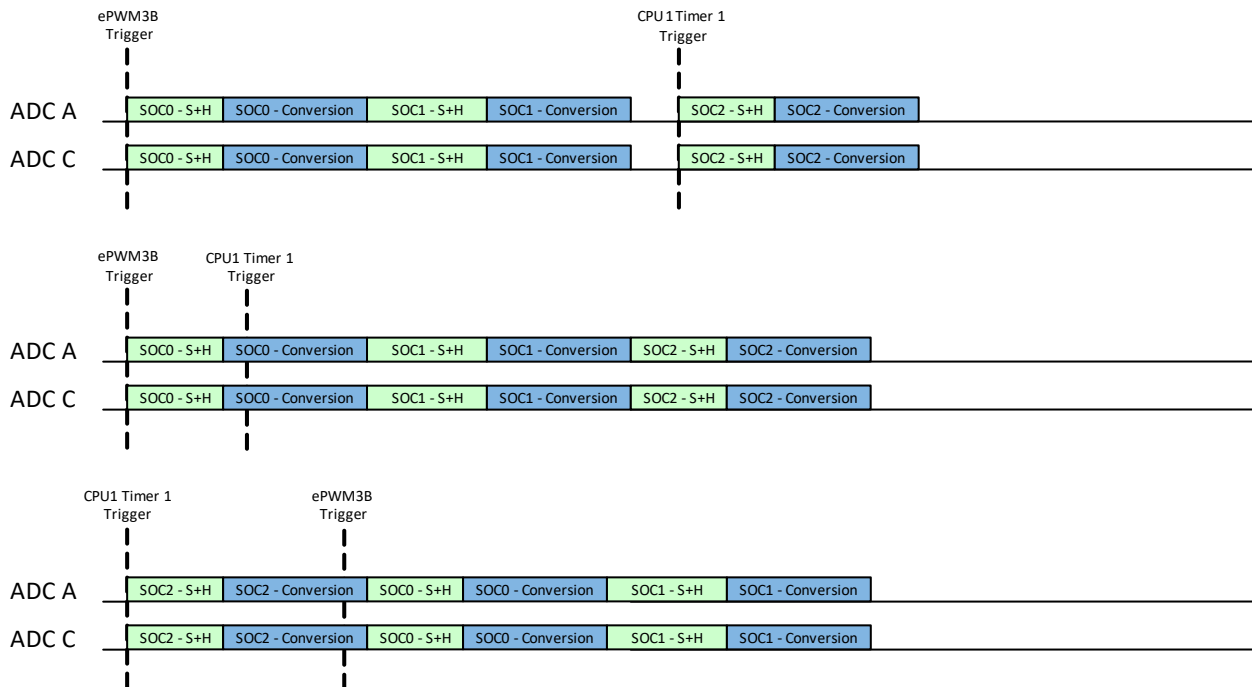 ePWM3B
Trigger
CPU1 Timer 1
Trigger
ADC A
SOC0 - S+H
SOC0 - Conversion
SOC1 - S+H
SOC1 - Conversion
SOC2 - S+H
SOC2 - Conversion
ADC C
SOC0 - S+H
SOC0 - Conversion
SOC1 - S+H
SOC1 - Conversion
SOC2 - S+H
SOC2 - Conversion
ePWM3B
Trigger
CPU1 Timer 1
Trigger
ADC A
SOC0 - S+H
SOC0 - Conversion
SOC1 - S+H
SOC1 - Conversion
SOC2 - S+H
SOC2 - Conversion
ADC C
SOC0 - S+H
SOC0 - Conversion
SOC1 - S+H
SOC1 - Conversion
SOC2 - S+H
SOC2 - Conversion
CPU1 Timer 1
Trigger
ePWM3B
Trigger
ADC A
SOC2 - S+H
SOC2 - Conversion
SOC0 - S+H
SOC0 - Conversion
SOC1 - S+H
SOC1 - Conversion
ADC C
SOC2 - S+H
SOC2 - Conversion
SOC0 - S+H
SOC0 - Conversion
SOC1 - S+H
SOC1 - Conversion